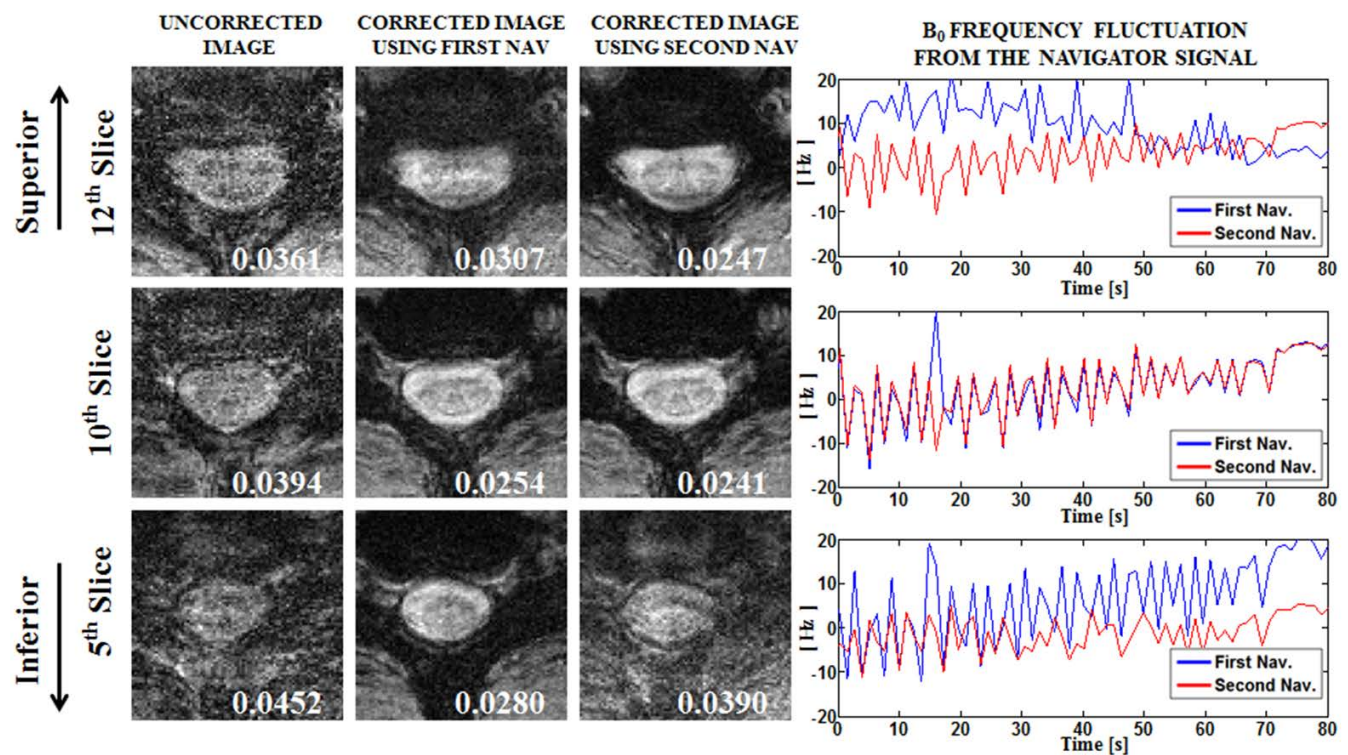 UNCORRECTED
IMAGE
CORRECTED IMAGE
USING FIRST NAV
CORRECTED IMAGE
USING SECOND NAV
B₀ FREQUENCY FLUCTUATION
FROM THE NAVIGATOR SIGNAL
Superior
12th Slice
0.0361
0.0307
0.0247
[ Hz ]
20
10
0
-10
-20
First Nav.
Second Nav.
0 10 20 30 40 50 60 70 80
Time [s]
10th Slice
0.0394
0.0254
0.0241
[ Hz ]
20
10
0
-10
-20
First Nav.
Second Nav.
0 10 20 30 40 50 60 70 80
Time [s]
Inferior
5th Slice
0.0452
0.0280
0.0390
[ Hz ]
20
10
0
-10
-20
First Nav.
Second Nav.
0 10 20 30 40 50 60 70 80
Time [s]